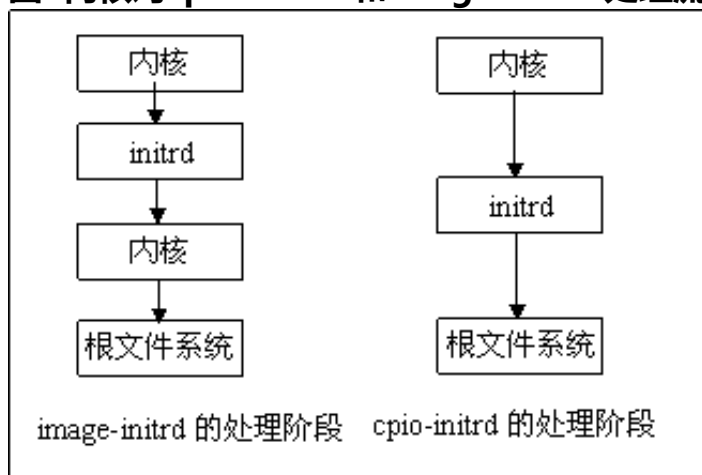 内核
initrd
内核
根文件系统
image-initrd 的处理阶段
内核
initrd
根文件系统
cpio-initrd 的处理阶段